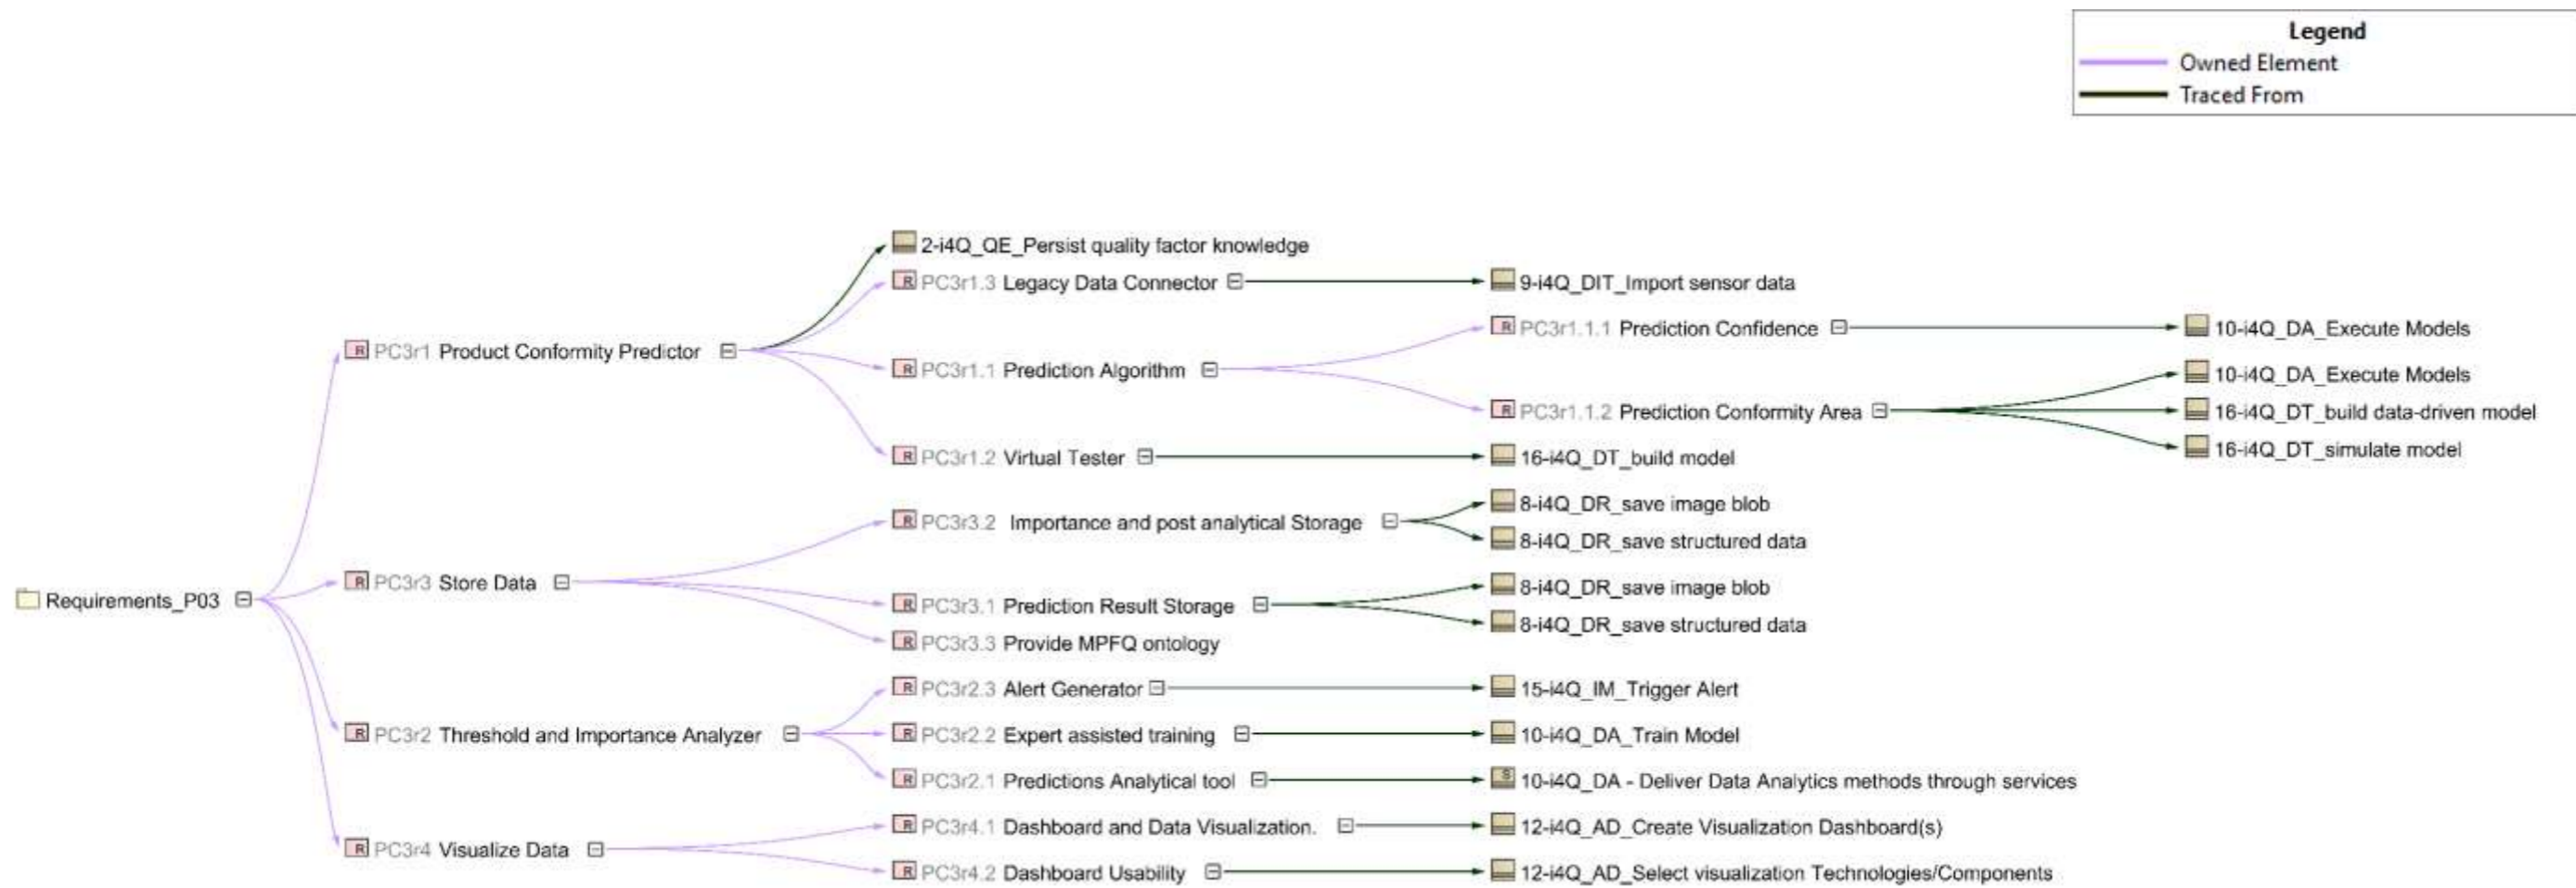 Legend
Owned Element
Traced From
2-i4Q_QE_Persist quality factor knowledge
R PC3r1.3 Legacy Data Connector
9-i4Q_DIT_Import sensor data
R PC3r1.1.1 Prediction Confidence
10-i4Q_DA_Execute Models
R PC3r1 Product Conformity Predictor
R PC3r1.1 Prediction Algorithm
10-i4Q_DA_Execute Models
R PC3r1.1.2 Prediction Conformity Area
16-i4Q_DT_build data-driven model
16-i4Q_DT_simulate model
R PC3r1.2 Virtual Tester
16-i4Q_DT_build model
8-i4Q_DR_save image blob
R PC3r3.2 Importance and post analytical Storage
8-i4Q_DR_save structured data
R PC3r3 Store Data
8-i4Q_DR_save image blob
Requirements_P03
R PC3r3.1 Prediction Result Storage
8-i4Q_DR_save structured data
R PC3r3.3 Provide MPFQ ontology
R PC3r2.3 Alert Generator
15-i4Q_IM_Trigger Alert
R PC3r2 Threshold and Importance Analyzer
R PC3r2.2 Expert assisted training
10-i4Q_DA_Train Model
R PC3r2.1 Predictions Analytical tool
S 10-i4Q_DA - Deliver Data Analytics methods through services
R PC3r4.1 Dashboard and Data Visualization.
12-i4Q_AD_Create Visualization Dashboard(s)
R PC3r4 Visualize Data
R PC3r4.2 Dashboard Usability
12-i4Q_AD_Select visualization Technologies/Components